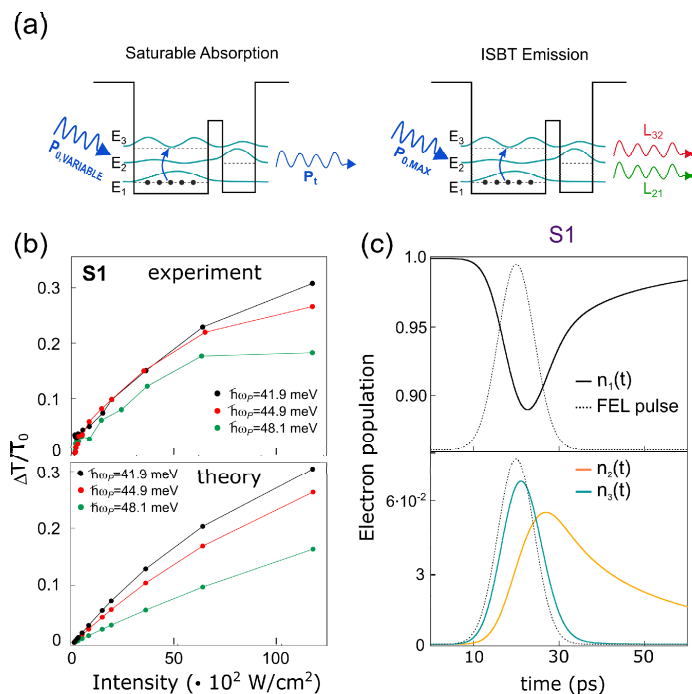 (a)
Saturable Absorption
ISBT Emission
E3
E2
E1
P0,VARIABLE
Pt
E3
E2
E1
P0,MAX
L32
L21
(b)
S1 experiment
0.3
0.2
0.1
0
ħωP=41.9 meV
ħωP=44.9 meV
ħωP=48.1 meV
ΔT/T0
theory
ħωP=41.9 meV
ħωP=44.9 meV
ħωP=48.1 meV
0.3
0.2
0.1
0
0
50
100
Intensity (· 10² W/cm²)
(c)
S1
1.0
0.95
0.90
n1(t)
FEL pulse
Electron population
n2(t)
n3(t)
6·10⁻²
3
0
10
30
50
time (ps)